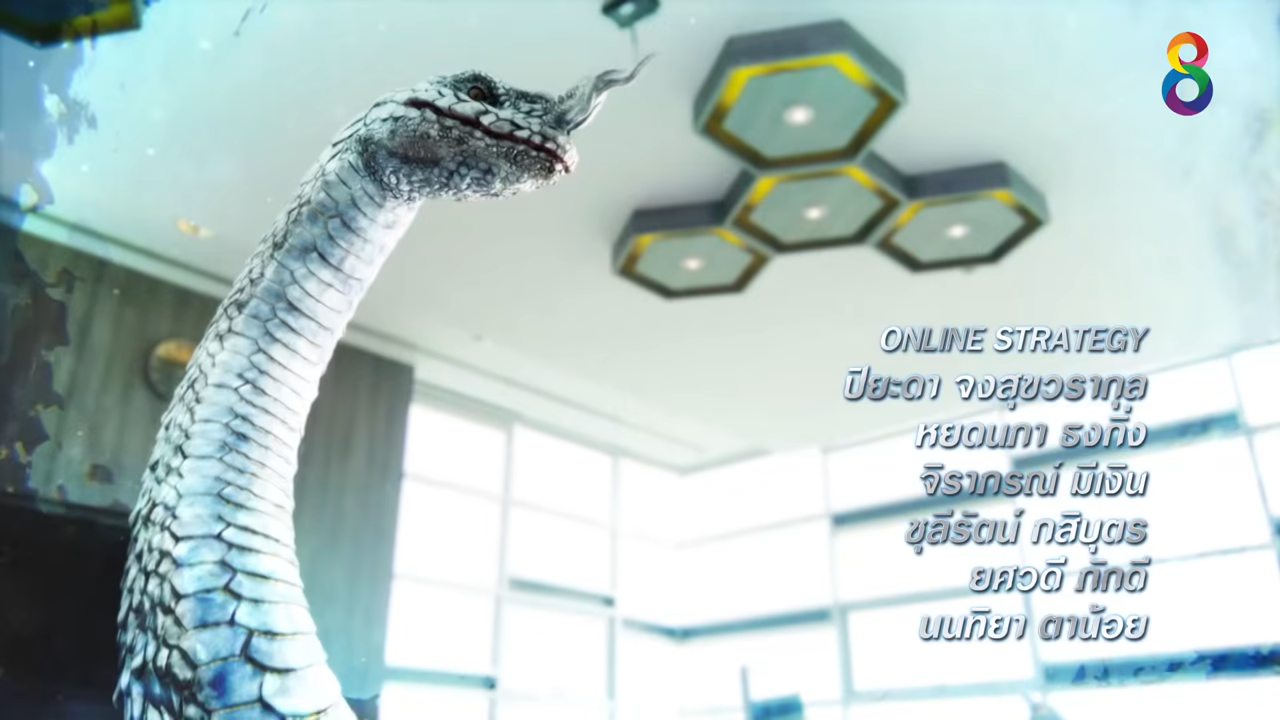 8
ONLINE STRATEGY
ปิยะดา จงสุขวรากุล
หยดนภา ธงกิ่ง
จิราภรณ์ มีเงิน
ชุลีรัตน์ กสิบุตร
ยศวดี ภักดี
นนทิยา ตาน้อย